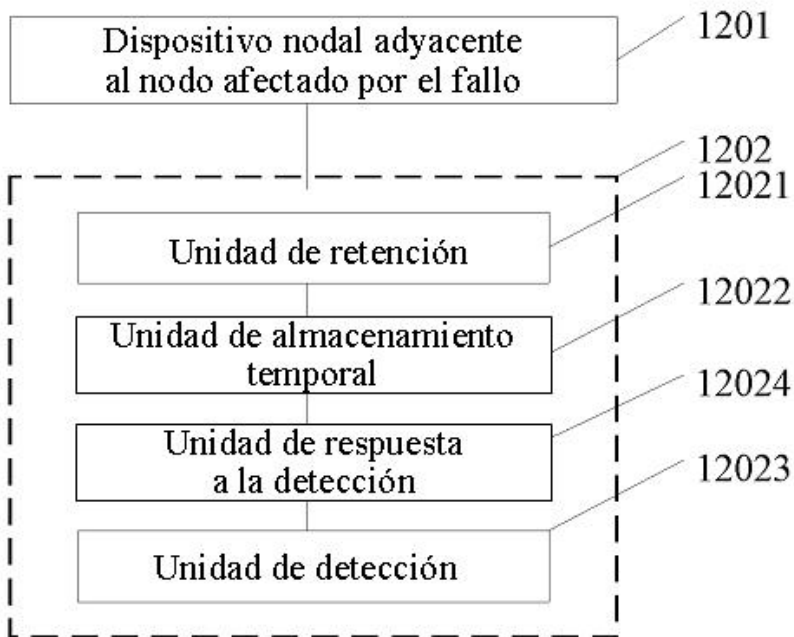 Dispositivo nodal adyacente
al nodo afectado por el fallo
1201
1202
12021
Unidad de retención
12022
Unidad de almacenamiento
temporal
12024
Unidad de respuesta
a la detección
12023
Unidad de detección